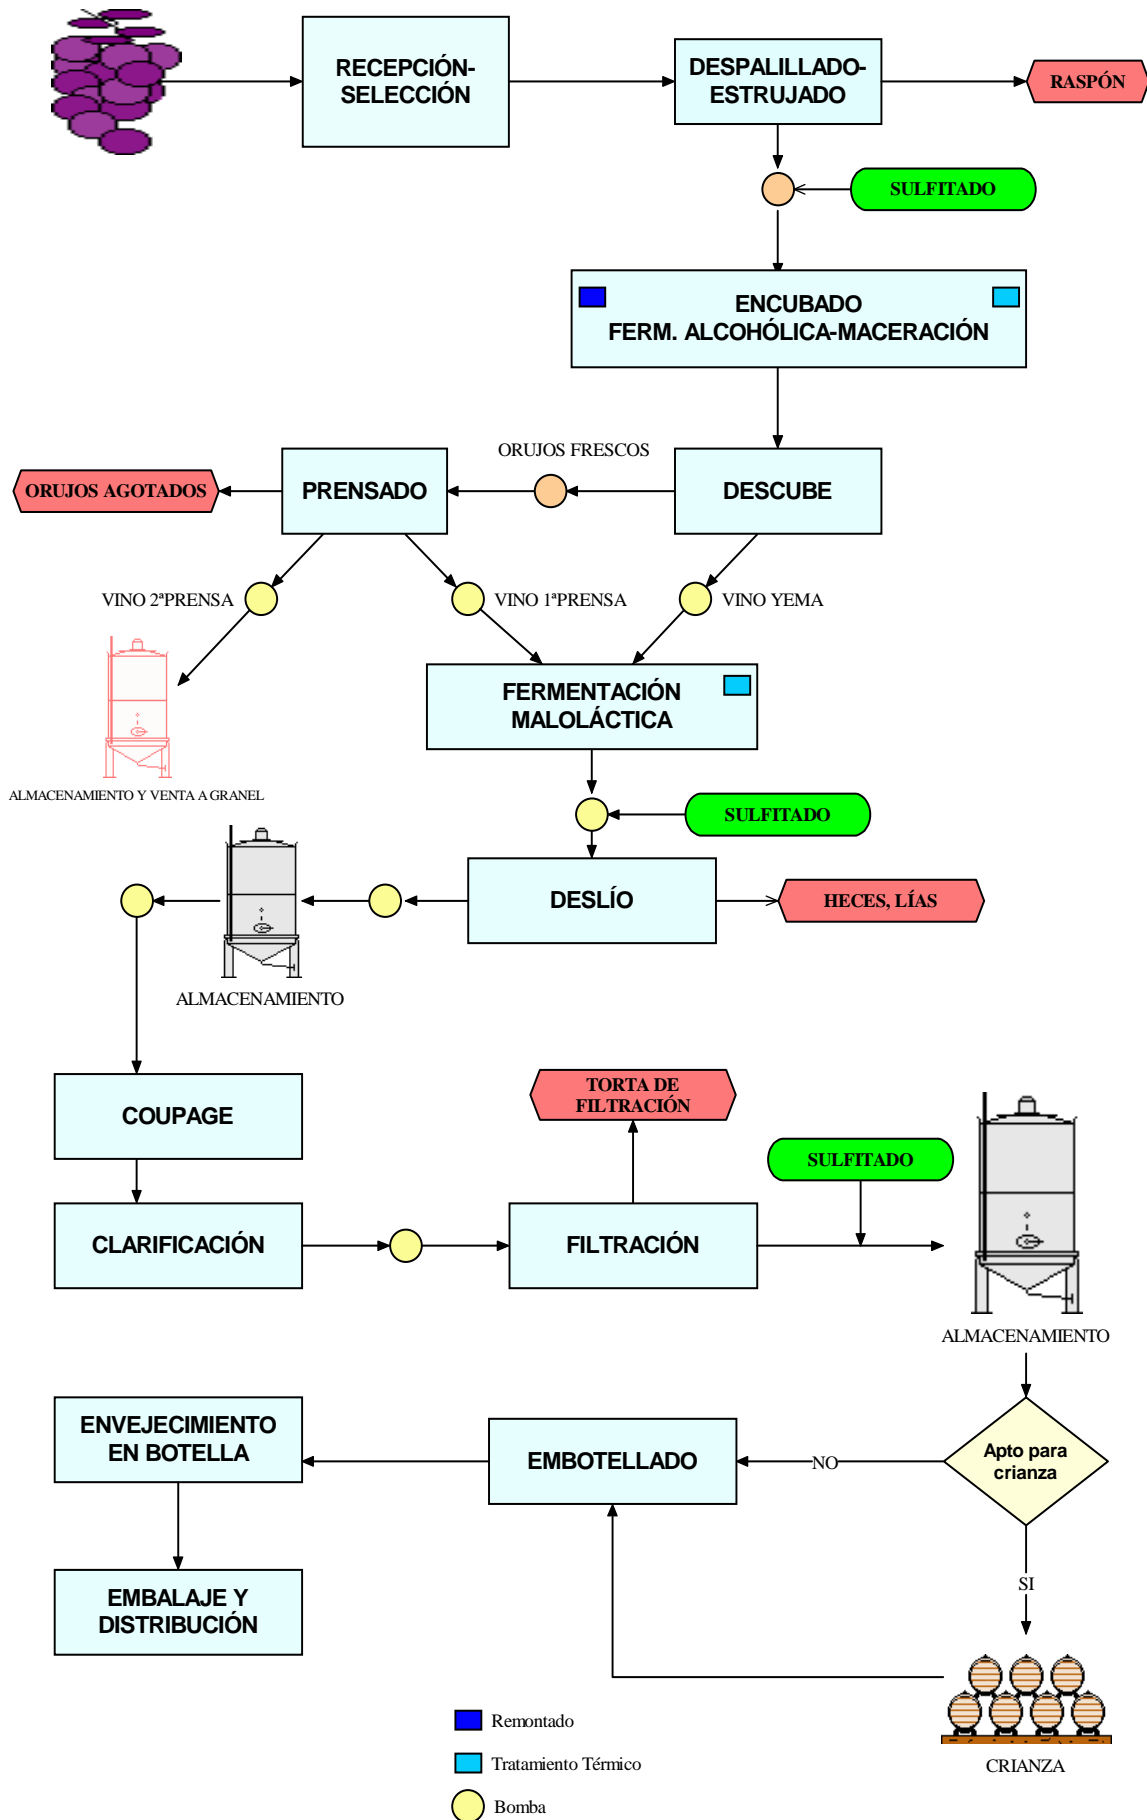 RECEPCIÓN-
SELECCIÓN
DESPALILLADO-
ESTRUJADO
RASPÓN
SULFITADO
ENCUBADO
FERM. ALCOHÓLICA-MACERACIÓN
ORUJOS FRESCOS
ORUJOS AGOTADOS
PRENSADO
DESCUBE
VINO 2ªPRENSA
VINO 1ªPRENSA
VINO YEMA
FERMENTACIÓN
MALOLÁCTICA
ALMACENAMIENTO Y VENTA A GRANEL
SULFITADO
DESLÍO
HECES, LÍAS
ALMACENAMIENTO
TORTA DE
FILTRACIÓN
COUPAGE
SULFITADO
CLARIFICACIÓN
FILTRACIÓN
ALMACENAMIENTO
ENVEJECIMIENTO
EN BOTELLA
EMBOTELLADO
NO
Apto para
crianza
SI
EMBALAJE Y
DISTRIBUCIÓN
Remontado
Tratamiento Térmico
CRIANZA
Bomba